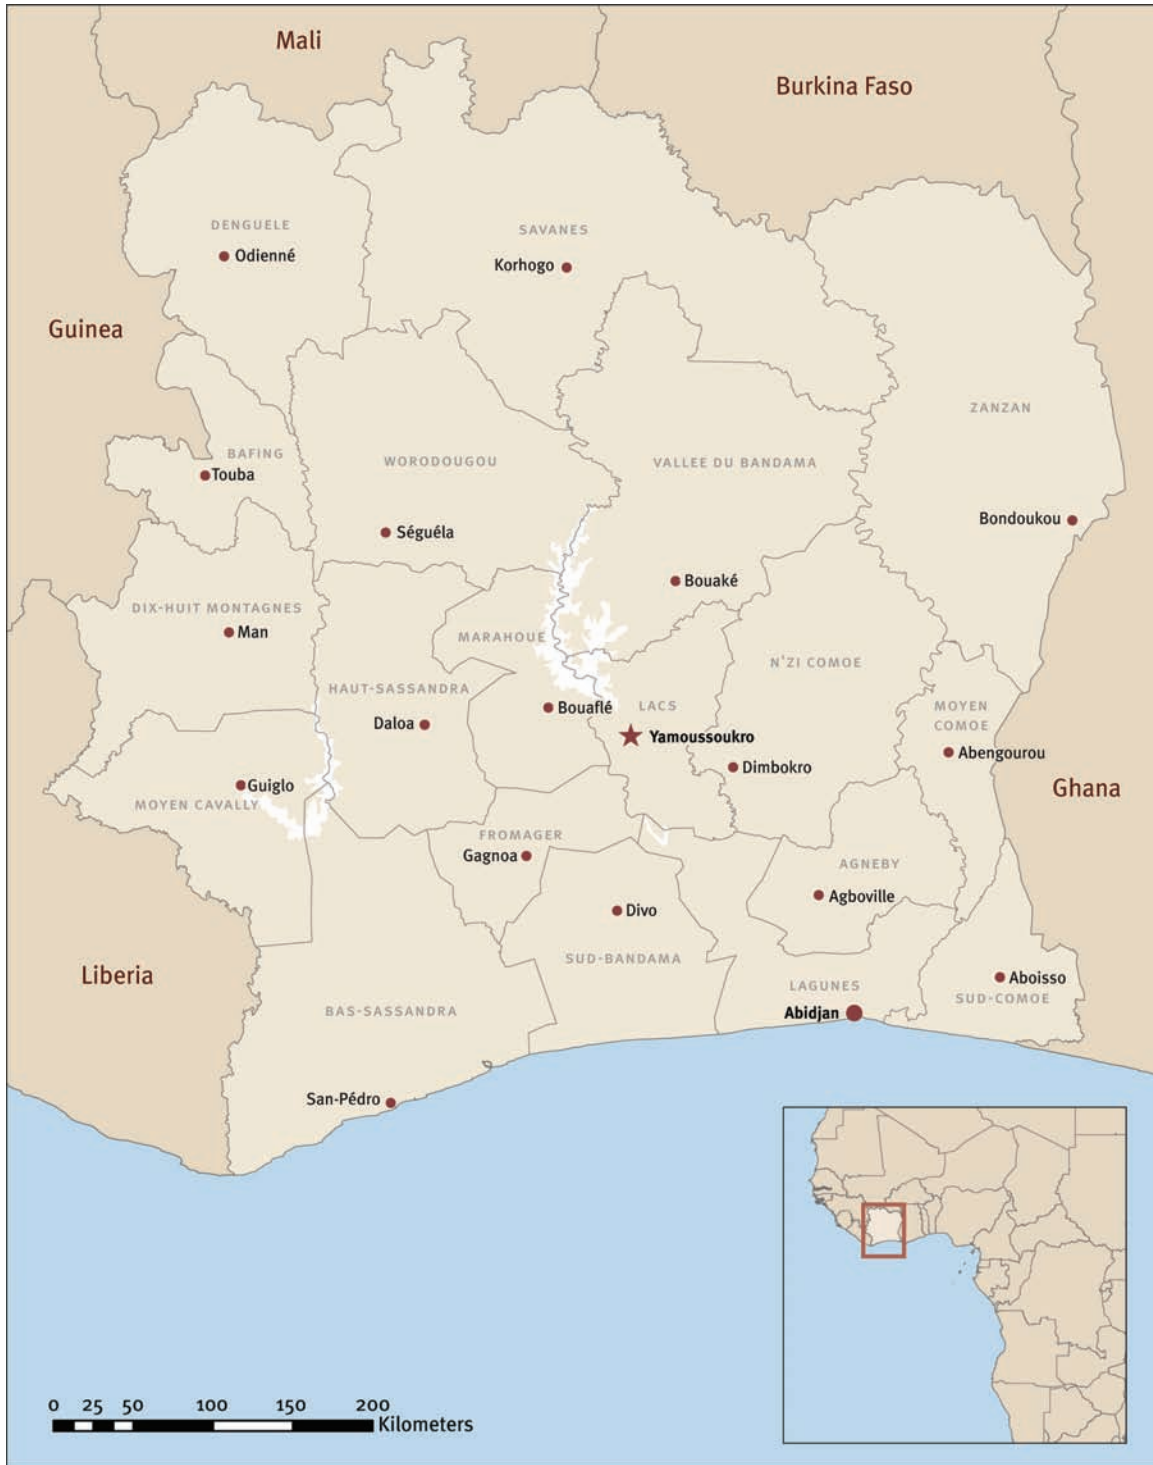 Mali
Burkina Faso
DENGUELE
Odienné
SAVANES
Korhogo
Guinea
ZANZAN
BAFING
Touba
WORODOUGOU
VALLEE DU BANDAMA
Séguéla
Bondoukou
Bouaké
DIX-HUIT MONTAGNES
Man
MARAHOUE
N'ZI COMOE
HAUT-SASSANDRA
Daloa
Bouaflé
LACS
Yamoussoukro
MOYEN
COMOE
Abengourou
Dimbokro
Guiglo
MOYEN CAVALLY
Ghana
FROMAGER
Gagnoa
AGNEBY
Agboville
Divo
SUD-BANDAMA
Liberia
LAGUNES
Abidjan
Aboisso
SUD-COMOE
BAS-SASSANDRA
San-Pédro
0 25 50 100 150 200
Kilometers